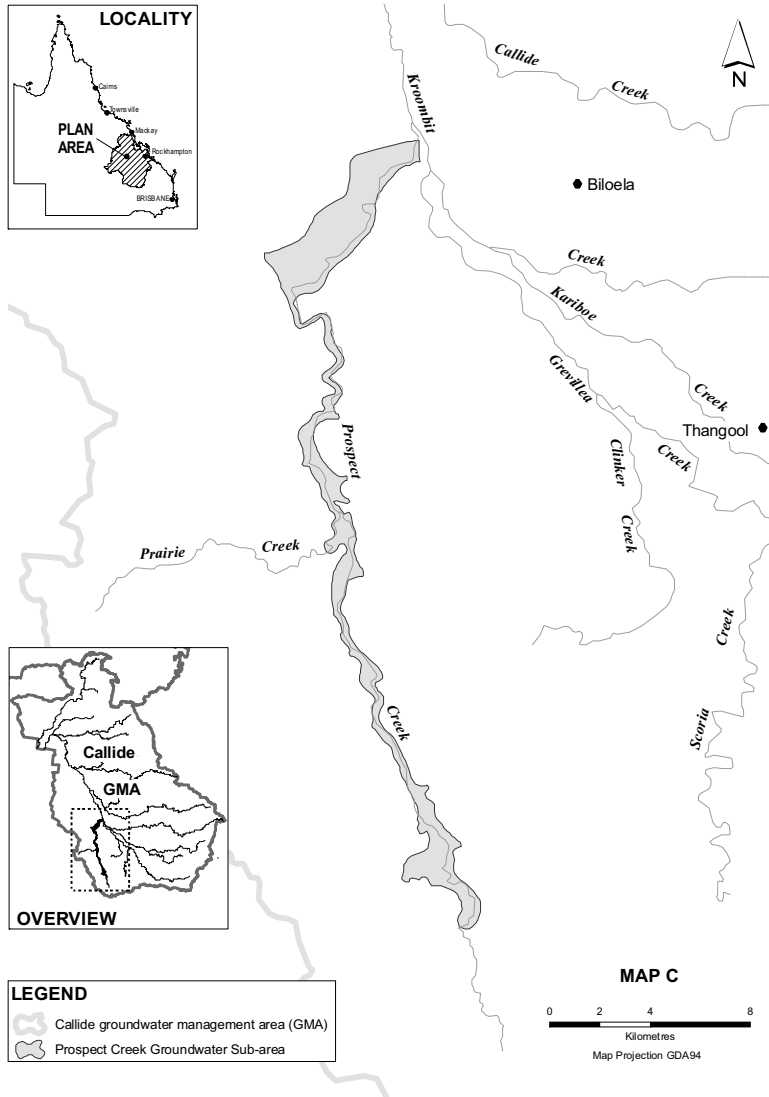 LOCALITY
Cairns
Townsville
Mackay
PLAN
AREA
Rockhampton
BRISBANE
N
Callide
Creek
Kroombit
Biloela
Creek
Kariboe
Creek
Grevillea
Creek
Thangool
Clinker
Creek
Prospect
Creek
Prairie Creek
Scoria
Creek
Callide
GMA
OVERVIEW
LEGEND
Callide groundwater management area (GMA)
Prospect Creek Groundwater Sub-area
MAP C
0 2 4 8
Kilometres
Map Projection GDA94